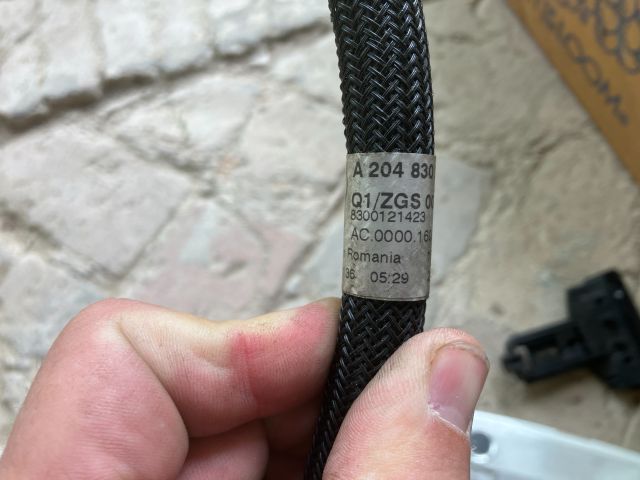 A 204 830
Q1/ZGS 0
8300121423
AC.0000.16
Romania
36 05:29